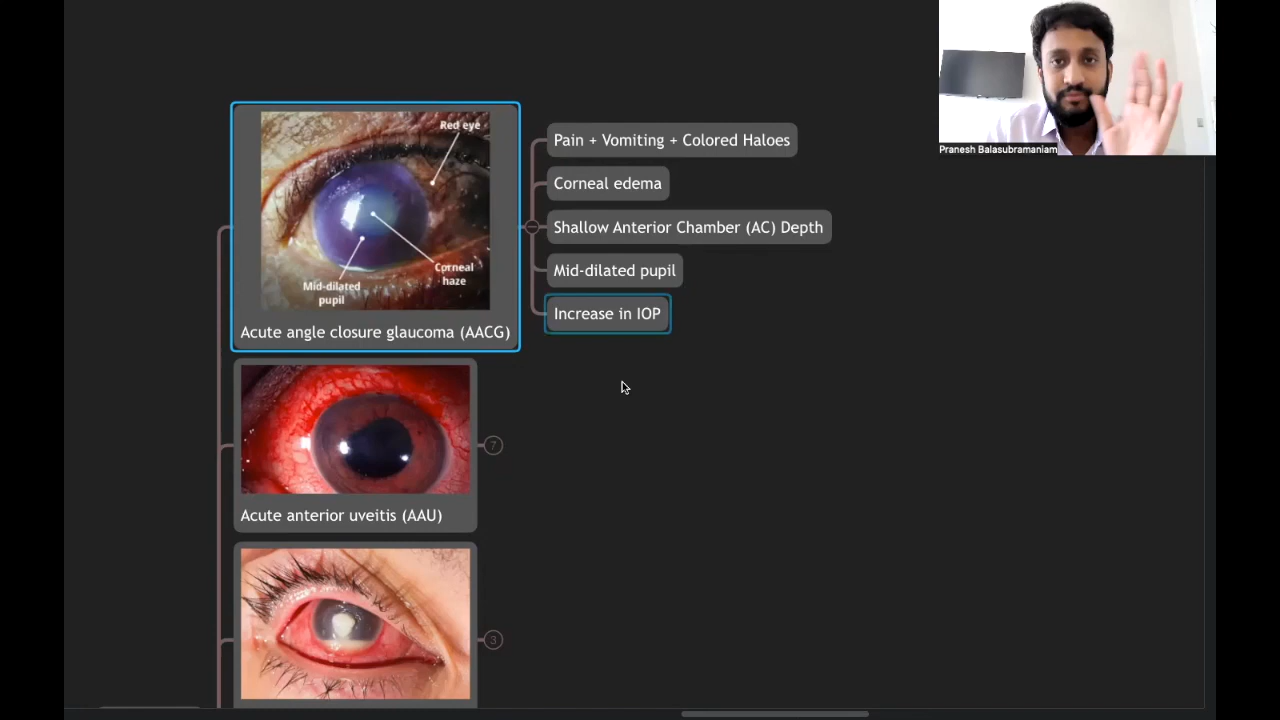 Pranesh Balasubramaniam
Red eye
Corneal
haze
Mid-dilated
pupil
Acute angle closure glaucoma (AACG)
Pain + Vomiting + Colored Haloes
Corneal edema
Shallow Anterior Chamber (AC) Depth
Mid-dilated pupil
Increase in IOP
7
Acute anterior uveitis (AAU)
3